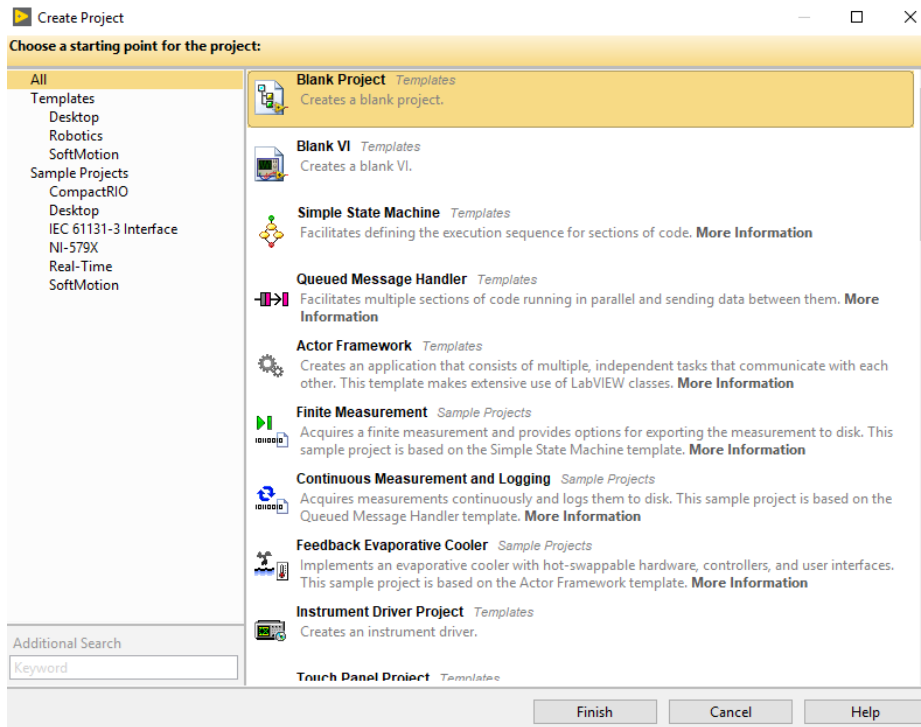 Create Project
Choose a starting point for the project:
All
Templates
Desktop
Robotics
SoftMotion
Sample Projects
CompactRIO
Desktop
IEC 61131-3 Interface
NI-579X
Real-Time
SoftMotion
Additional Search
Keyword
Blank Project Templates
Creates a blank project.
Blank VI Templates
Creates a blank VI.
Simple State Machine Templates
Facilitates defining the execution sequence for sections of code. More Information
Queued Message Handler Templates
Facilitates multiple sections of code running in parallel and sending data between them. More
Information
Actor Framework Templates
Creates an application that consists of multiple, independent tasks that communicate with each
other. This template makes extensive use of LabVIEW classes. More Information
Finite Measurement Sample Projects
Acquires a finite measurement and provides options for exporting the measurement to disk. This
sample project is based on the Simple State Machine template. More Information
Continuous Measurement and Logging Sample Projects
Acquires measurements continuously and logs them to disk. This sample project is based on the
Queued Message Handler template. More Information
Feedback Evaporative Cooler Sample Projects
Implements an evaporative cooler with hot-swappable hardware, controllers, and user interfaces.
This sample project is based on the Actor Framework template. More Information
Instrument Driver Project Templates
Creates an instrument driver.
Touch Panel Project Templates
Finish
Cancel
Help